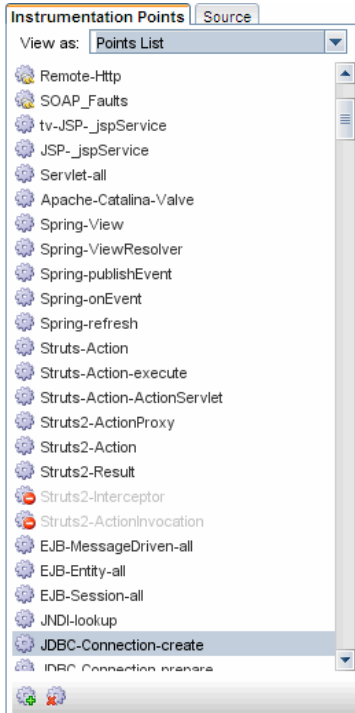 Instrumentation Points Source
View as: Points List
Remote-Http
SOAP_Faults
tv-JSP-_jspService
JSP-_jspService
Servlet-all
Apache-Catalina-Valve
Spring-View
Spring-ViewResolver
Spring-publishEvent
Spring-onEvent
Spring-refresh
Struts-Action
Struts-Action-execute
Struts-Action-ActionServlet
Struts2-ActionProxy
Struts2-Action
Struts2-Result
Struts2-Interceptor
Struts2-ActionInvocation
EJB-MessageDriven-all
EJB-Entity-all
EJB-Session-all
JNDI-lookup
JDBC-Connection-create
JDBC-Connection-prepare